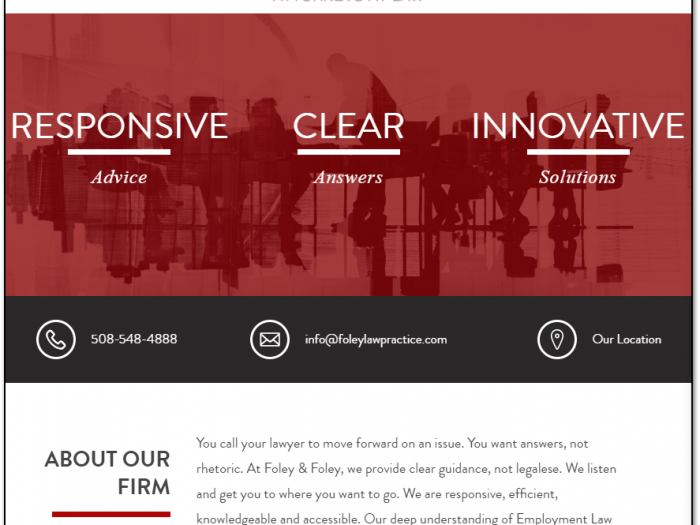 RESPONSIVE CLEAR INNOVATIVE
Advice Answers Solutions
508-548-4888 info@foleylawpractice.com Our Location
ABOUT OUR
FIRM
You call your lawyer to move forward on an issue. You want answers, not
rhetoric. At Foley & Foley, we provide clear guidance, not legalese. We listen
and get you to where you want to go. We are responsive, efficient,
knowledgeable and accessible. Our deep understanding of Employment Law